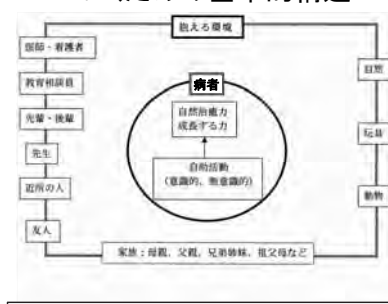 抱える環境
医師・看護者
教育相談員
先輩・後輩
先生
近所の人
友人
病者
自然治癒力
成長する力
自助活動
（意識的、無意識的）
自然
玩具
動物
家族：母親、父親、兄弟姉妹、祖父母など